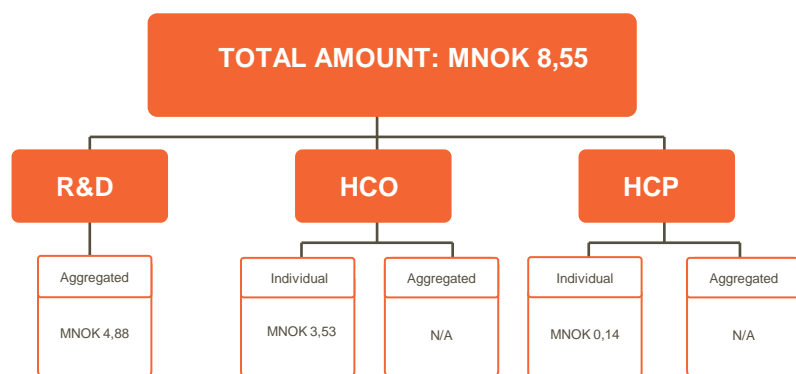 TOTAL AMOUNT: MNOK 8,55
R&D
HCO
HCP
Aggregated
Individual
Aggregated
Individual
Aggregated
MNOK 4,88
MNOK 3,53
N/A
MNOK 0,14
N/A